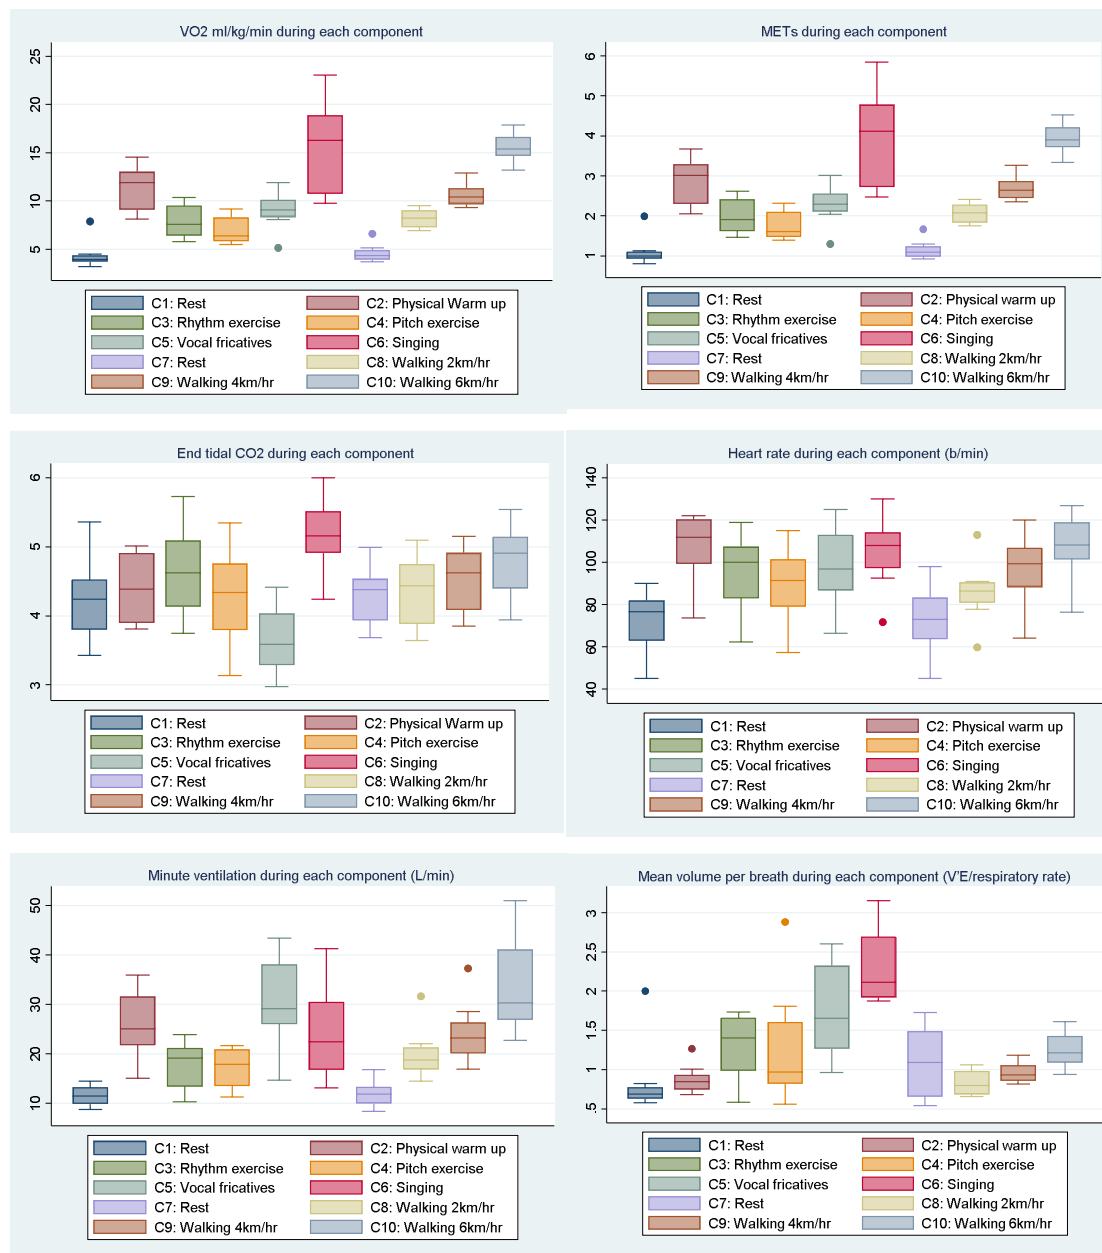 VO2 ml/kg/min during each component
25
20
15
10
5
C1: Rest
C2: Physical Warm up
C3: Rhythm exercise
C4: Pitch exercise
C5: Vocal fricatives
C6: Singing
C7: Rest
C8: Walking 2km/hr
C9: Walking 4km/hr
C10: Walking 6km/hr
METs during each component
6
5
4
3
2
1
C1: Rest
C2: Physical warm up
C3: Rhythm exercise
C4: Pitch exercise
C5: Vocal fricatives
C6: Singing
C7: Rest
C8: Walking 2km/hr
C9: Walking 4km/hr
C10: Walking 6km/hr
End tidal CO2 during each component
6
5
4
3
C1: Rest
C2: Physical Warm up
C3: Rhythm exercise
C4: Pitch exercise
C5: Vocal fricatives
C6: Singing
C7: Rest
C8: Walking 2km/hr
C9: Walking 4km/hr
C10: Walking 6km/hr
Heart rate during each component (b/min)
140
120
100
80
60
40
C1: Rest
C2: Physical warm up
C3: Rhythm exercise
C4: Pitch exercise
C5: Vocal fricatives
C6: Singing
C7: Rest
C8: Walking 2km/hr
C9: Walking 4km/hr
C10: Walking 6km/hr
Minute ventilation during each component (L/min)
50
40
30
20
10
C1: Rest
C2: Physical warm up
C3: Rhythm exercise
C4: Pitch exercise
C5: Vocal fricatives
C6: Singing
C7: Rest
C8: Walking 2km/hr
C9: Walking 4km/hr
C10: Walking 6km/hr
Mean volume per breath during each component (V'E/respiratory rate)
3
2.5
2
1.5
1
.5
C1: Rest
C2: Physical warm up
C3: Rhythm exercise
C4: Pitch exercise
C5: Vocal fricatives
C6: Singing
C7: Rest
C8: Walking 2km/hr
C9: Walking 4km/hr
C10: Walking 6km/hr